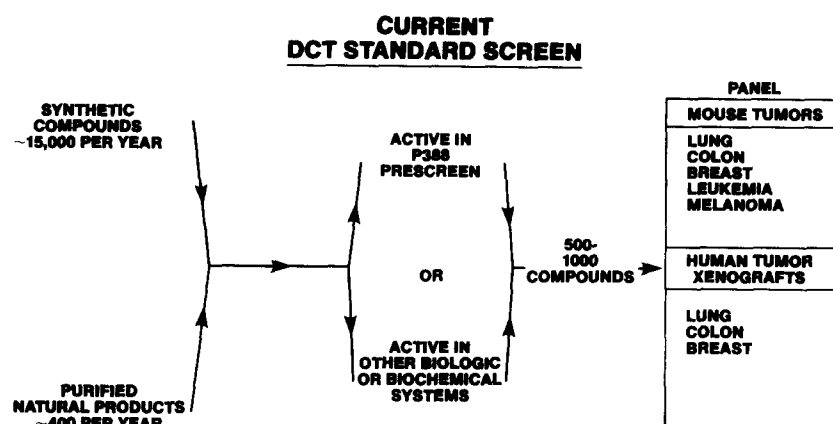 CURRENT
DCT STANDARD SCREEN
SYNTHETIC
COMPOUNDS
~15,000 PER YEAR
PURIFIED
NATURAL PRODUCTS
~400 PER YEAR
ACTIVE IN
P388
PRESCREEN
OR
ACTIVE IN
OTHER BIOLOGIC
OR BIOCHEMICAL
SYSTEMS
500-
1000
COMPOUNDS
PANEL
MOUSE TUMORS
LUNG
COLON
BREAST
LEUKEMIA
MELANOMA
HUMAN TUMOR
XENOGRAFTS
LUNG
COLON
BREAST